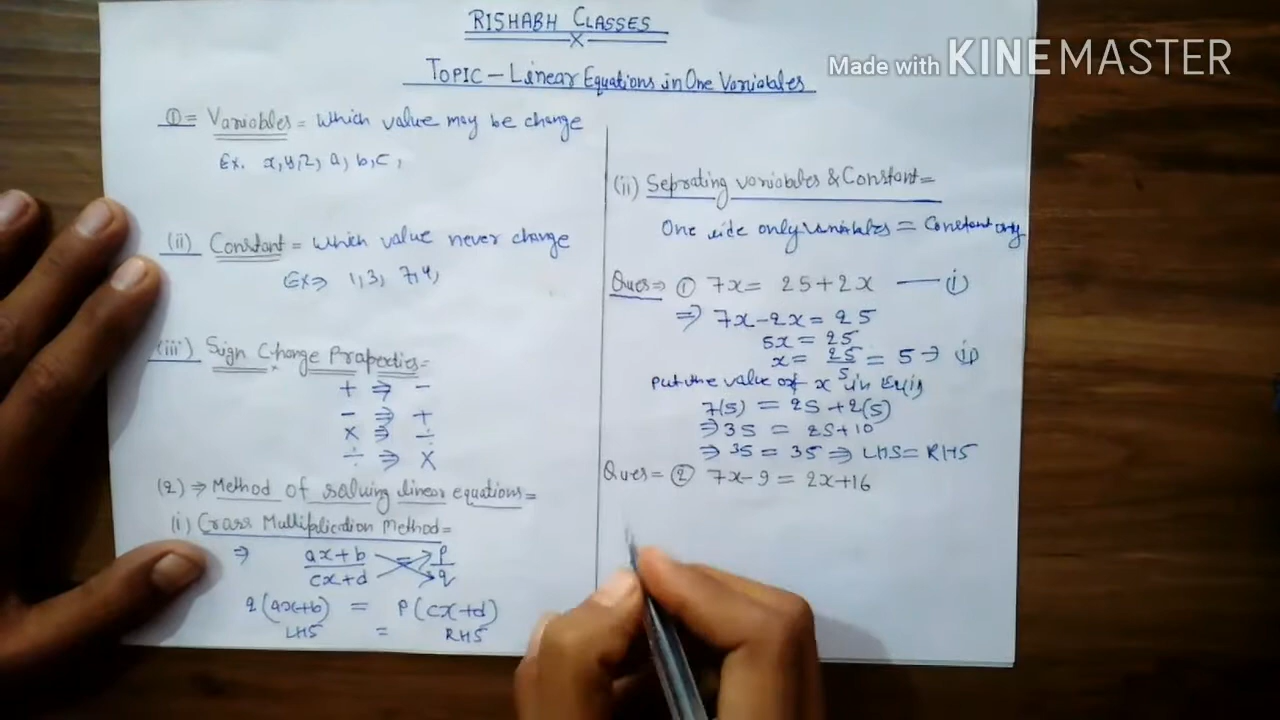 RISHABH CLASSES
x
TOPIC - Linear Equations in One Variables
Made with KINEMASTER
① = Variables = Which value may be change
Ex. x, y, z, a, b, c,
(ii) Constant = which value never change
Ex ⇒ 1, 3, 7, 4,
(iii) Sign Change Properties =
+ ⇒ -
- ⇒ +
× ⇒ ÷
÷ ⇒ ×
(2) ⇒ Method of solving linear equations =
(i) Cross Multiplication Method =
⇒ ax+b/cx+d = p/q
q(ax+b) = p(cx+d)
LHS = RHS
(ii) Seprating variables & Constant =
One side only variables = Constant only
Ques ⇒ ① 7x = 25+2x — (i)
⇒ 7x-2x = 25
5x = 25
x = 25/5 = 5 ⇒ (ii)
Put the value of x in Eq(i)
7(5) = 25+2(5)
⇒ 35 = 25+10
⇒ 35 = 35 ⇒ LHS = RHS
Ques = ② 7x-9 = 2x+16